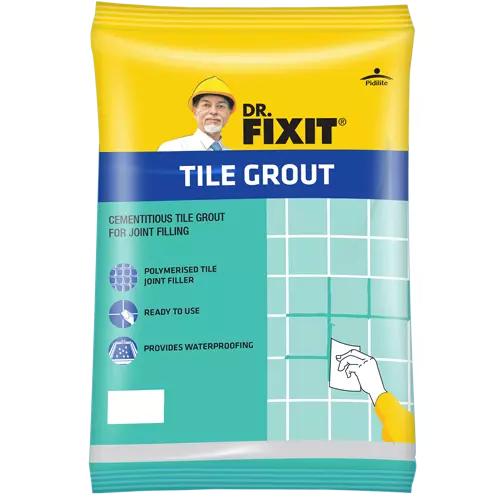 Pidilite
DR.
FIXIT®
TILE GROUT
CEMENTITIOUS TILE GROUT
FOR JOINT FILLING
POLYMERISED TILE
JOINT FILLER
READY TO USE
PROVIDES WATERPROOFING